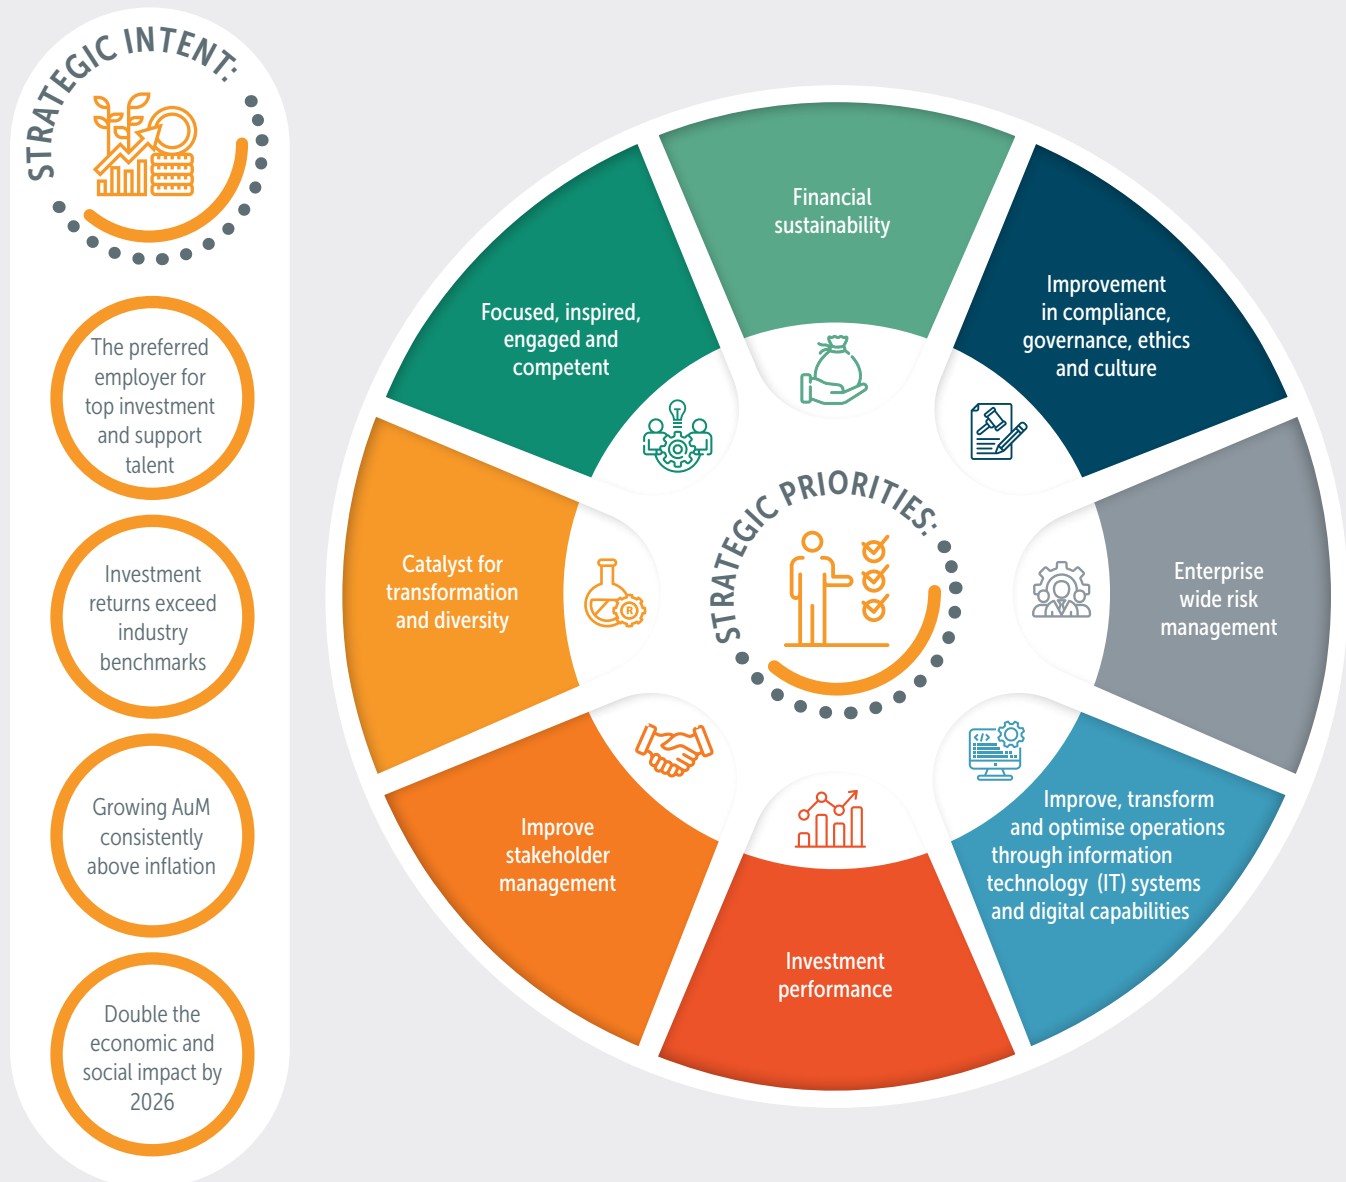 STRATEGIC INTENT:
The preferred
employer for
top investment
and support
talent
Investment
returns exceed
industry
benchmarks
Growing AuM
consistently
above inflation
Double the
economic and
social impact by
2026
STRATEGIC PRIORITIES:
Financial
sustainability
Improvement
in compliance,
governance, ethics
and culture
Enterprise
wide risk
management
Improve, transform
and optimise operations
through information
technology (IT) systems
and digital capabilities
Investment
performance
Improve
stakeholder
management
Catalyst for
transformation
and diversity
R
Focused, inspired,
engaged and
competent